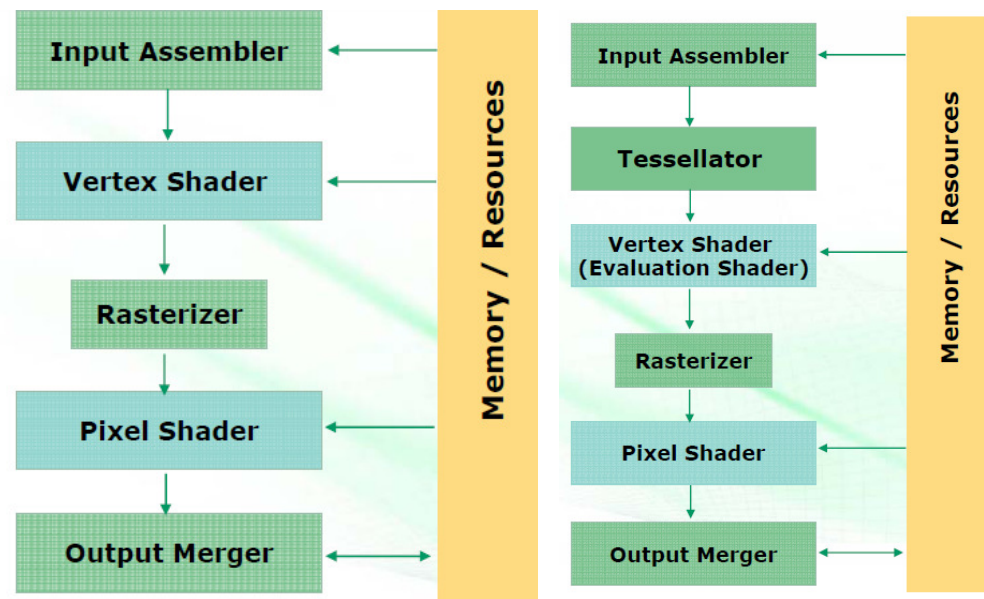 Input Assembler
Vertex Shader
Rasterizer
Pixel Shader
Output Merger
Memory / Resources
Input Assembler
Tessellator
Vertex Shader
(Evaluation Shader)
Rasterizer
Pixel Shader
Output Merger
Memory / Resources